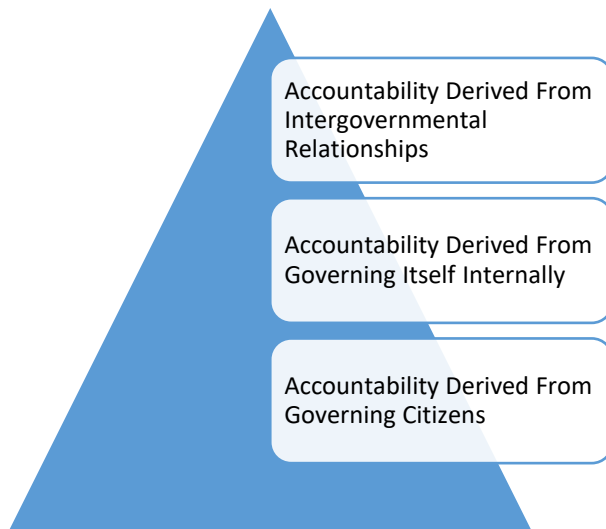 Accountability Derived From
Intergovernmental
Relationships
Accountability Derived From
Governing Itself Internally
Accountability Derived From
Governing Citizens